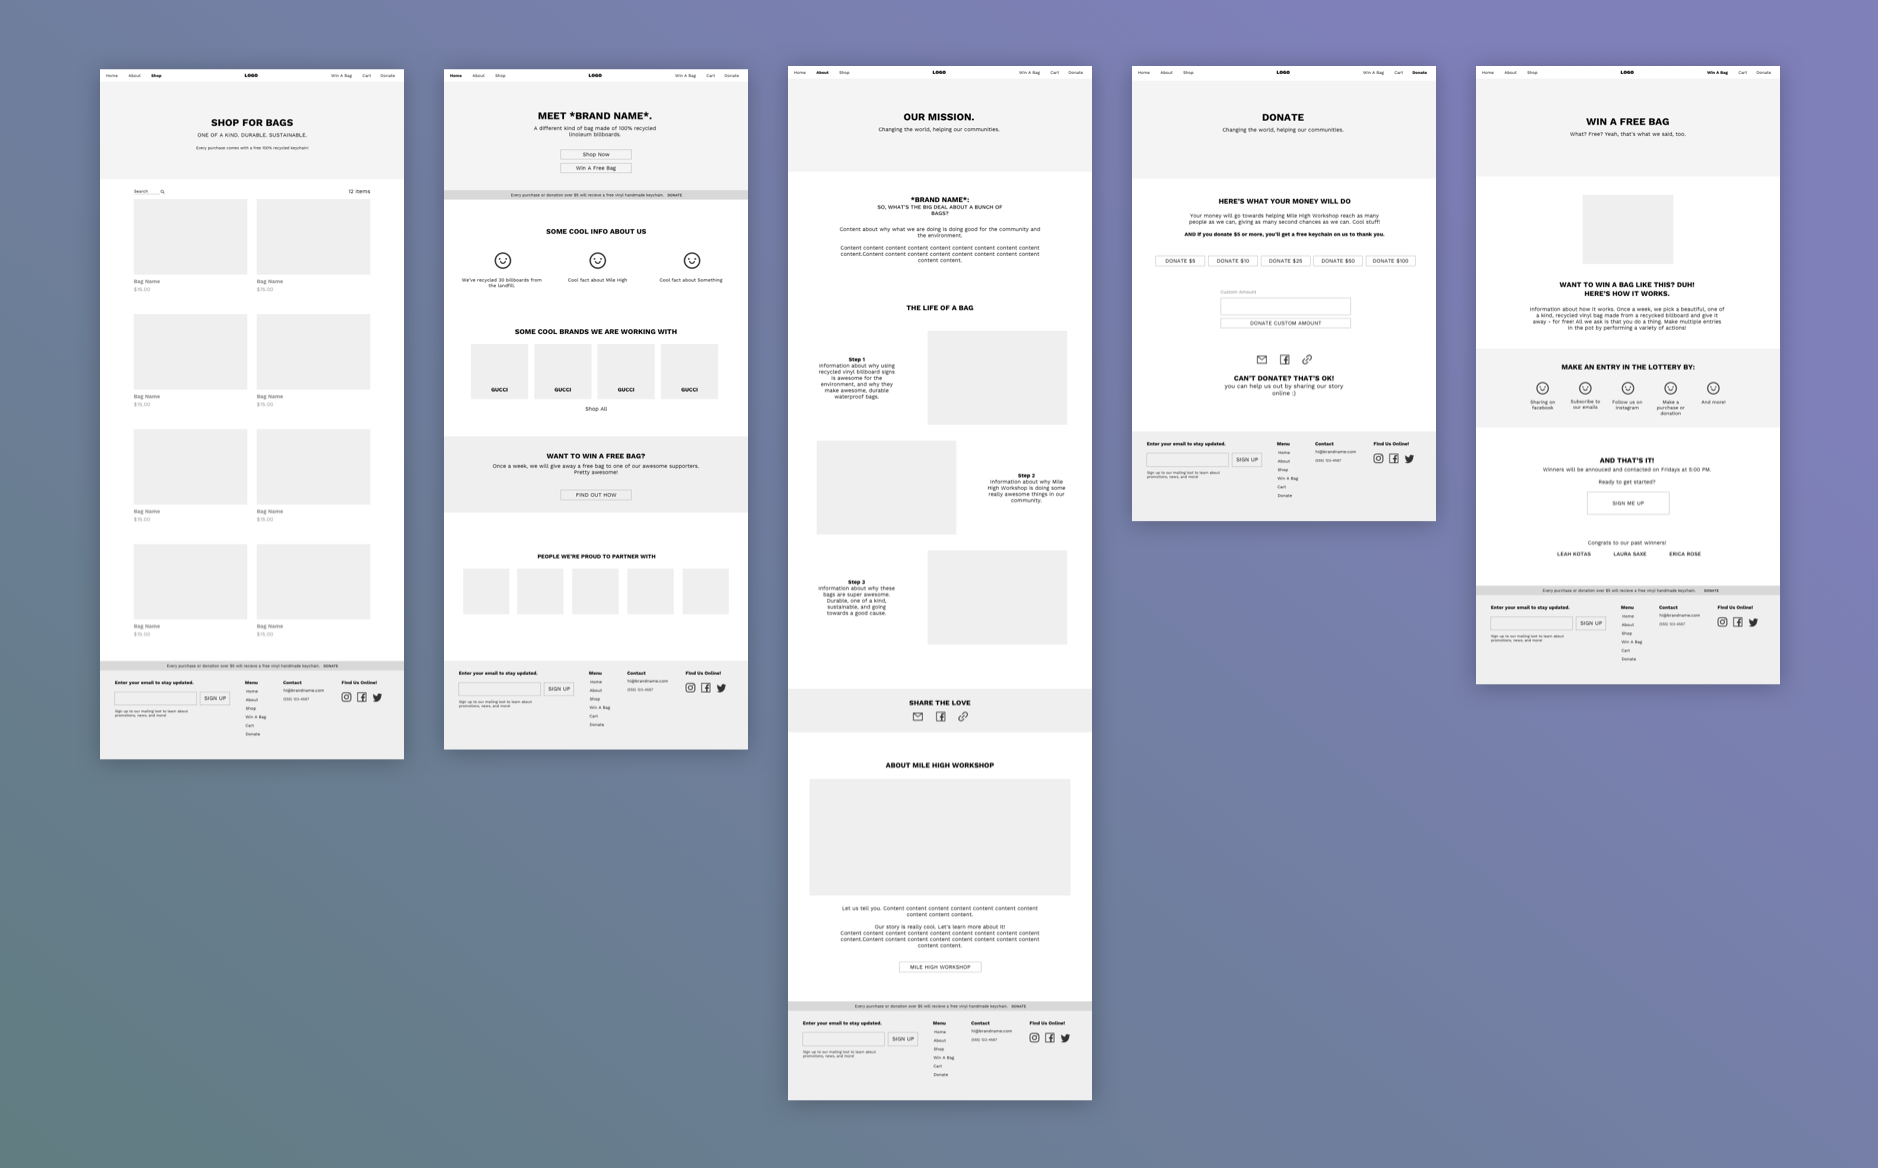 Home About Shop LOGO Win A Bag Cart Donate
SHOP FOR BAGS
ONE OF A KIND. DURABLE. SUSTAINABLE.
Every purchase comes with a free 100% recycled keychain!
Search 12 items
Bag Name Bag Name
$15.00 $15.00
Bag Name Bag Name
$15.00 $15.00
Bag Name Bag Name
$15.00 $15.00
Bag Name Bag Name
$15.00 $15.00
Every purchase or donation over $5 will recieve a free vinyl handmade keychain. DONATE
Enter your email to stay updated.
SIGN UP
Sign up to our mailing loot to learn about
promotions, news, and more!
Menu
Home
About
Shop
Win A Bag
Cart
Donate
Contact
hi@brandname.com
(555) 123-4567
Find Us Online!
Home About Shop LOGO Win A Bag Cart Donate
MEET *BRAND NAME*.
A different kind of bag made of 100% recycled
linoleum billboards.
Shop Now
Win A Free Bag
Every purchase or donation over $5 will recieve a free vinyl handmade keychain. DONATE
SOME COOL INFO ABOUT US
We've recycled 30 billboards from
the landfill.
Cool fact about Mile High
Cool fact about Something
SOME COOL BRANDS WE ARE WORKING WITH
GUCCI GUCCI GUCCI GUCCI
Shop All
WANT TO WIN A FREE BAG?
Once a week, we will give away a free bag to one of our awesome supporters.
Pretty awesome!
FIND OUT HOW
PEOPLE WE'RE PROUD TO PARTNER WITH
Enter your email to stay updated.
SIGN UP
Sign up to our mailing loot to learn about
promotions, news, and more!
Menu
Home
About
Shop
Win A Bag
Cart
Donate
Contact
hi@brandname.com
(555) 123-4567
Find Us Online!
Home About Shop LOGO Win A Bag Cart Donate
OUR MISSION.
Changing the world, helping our communities.
*BRAND NAME*:
SO, WHAT'S THE BIG DEAL ABOUT A BUNCH OF
BAGS?
Content about why what we are doing is doing good for the community and
the environment.
Content content content content content content content content content
content.Content content content content content content content content
content content.
THE LIFE OF A BAG
Step 1
Information about why using
recycled vinyl billboard signs
is awesome for the
environment, and why they
make awesome, durable
waterproof bags.
Step 2
Information about why Mile
High Workshop is doing some
really awesome things in our
community.
Step 3
Information about why these
bags are super awesome.
Durable, one of a kind,
sustainable, and going
towards a good cause.
SHARE THE LOVE
ABOUT MILE HIGH WORKSHOP
Let us tell you. Content content content content content content content
content content content.
Our story is really cool. Let's learn more about it!
Content content content content content content content content content
content.Content content content content content content content content
content content.
MILE HIGH WORKSHOP
Every purchase or donation over $5 will recieve a free vinyl handmade keychain. DONATE
Enter your email to stay updated.
SIGN UP
Sign up to our mailing loot to learn about
promotions, news, and more!
Menu
Home
About
Shop
Win A Bag
Cart
Donate
Contact
hi@brandname.com
(555) 123-4567
Find Us Online!
Home About Shop LOGO Win A Bag Cart Donate
DONATE
Changing the world, helping our communities.
HERE'S WHAT YOUR MONEY WILL DO
Your money will go towards helping Mile High Workshop reach as many
people as we can, giving as many second chances as we can. Cool stuff!
AND if you donate $5 or more, you'll get a free keychain on us to thank you.
DONATE $5 DONATE $10 DONATE $25 DONATE $50 DONATE $100
Custom Amount
DONATE CUSTOM AMOUNT
CAN'T DONATE? THAT'S OK!
you can help us out by sharing our story
online :)
Enter your email to stay updated.
SIGN UP
Sign up to our mailing loot to learn about
promotions, news, and more!
Menu
Home
About
Shop
Win A Bag
Cart
Donate
Contact
hi@brandname.com
(555) 123-4567
Find Us Online!
Home About Shop LOGO Win A Bag Cart Donate
WIN A FREE BAG
What? Free? Yeah, that's what we said, too.
WANT TO WIN A BAG LIKE THIS? DUH!
HERE'S HOW IT WORKS.
Information about how it works. Once a week, we pick a beautiful, one of
a kind, recycled vinyl bag made from a recycked billboard and give it
away - for free! All we ask is that you do a thing. Make multiple entries
in the pot by performing a variety of actions!
MAKE AN ENTRY IN THE LOTTERY BY:
Sharing on
facebook
Subscribe to
our emails
Follow us on
Instagram
Make a
purchase or
donation
And more!
AND THAT'S IT!
Winners will be annouced and contacted on Fridays at 5:00 PM.
Ready to get started?
SIGN ME UP
Congrats to our past winners!
LEAH KOTAS LAURA SAXE ERICA ROSE
Every purchase or donation over $5 will recieve a free vinyl handmade keychain. DONATE
Enter your email to stay updated.
SIGN UP
Sign up to our mailing loot to learn about
promotions, news, and more!
Menu
Home
About
Shop
Win A Bag
Cart
Donate
Contact
hi@brandname.com
(555) 123-4567
Find Us Online!